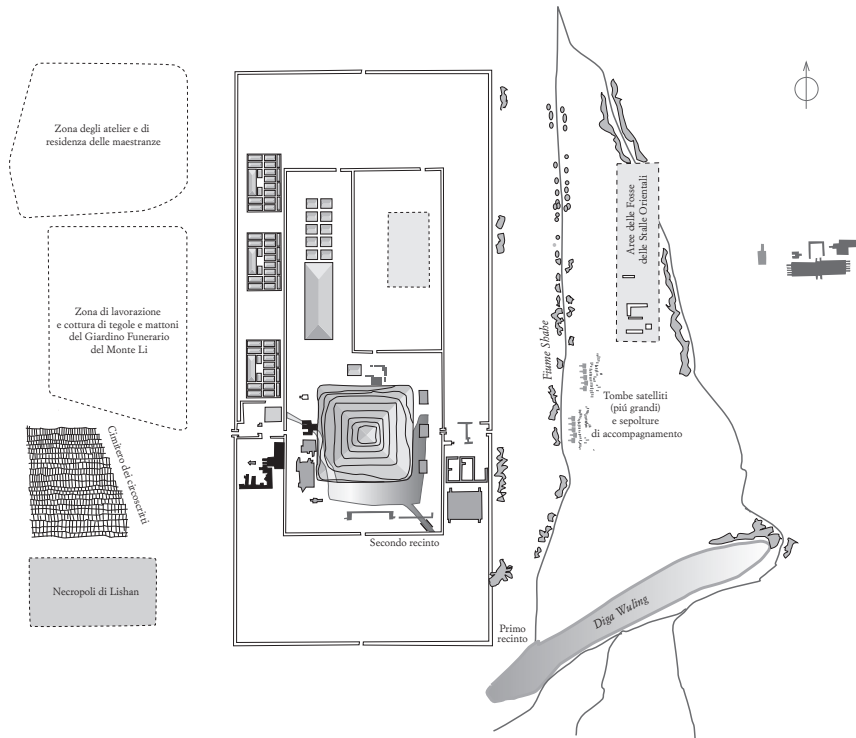 Zona degli atelier e di
residenza delle maestranze
Zona di lavorazione
e cottura di tegole e mattoni
del Giardino Funerario
del Monte Li
Cimitero dei circoscritti
Necropoli di Lishan
Secondo recinto
Primo
recinto
Fiume Shahe
Aree delle Fosse
delle Stalle Orientali
Tombe satelliti
(piú grandi)
e sepolture
di accompagnamento
Diga Wuling